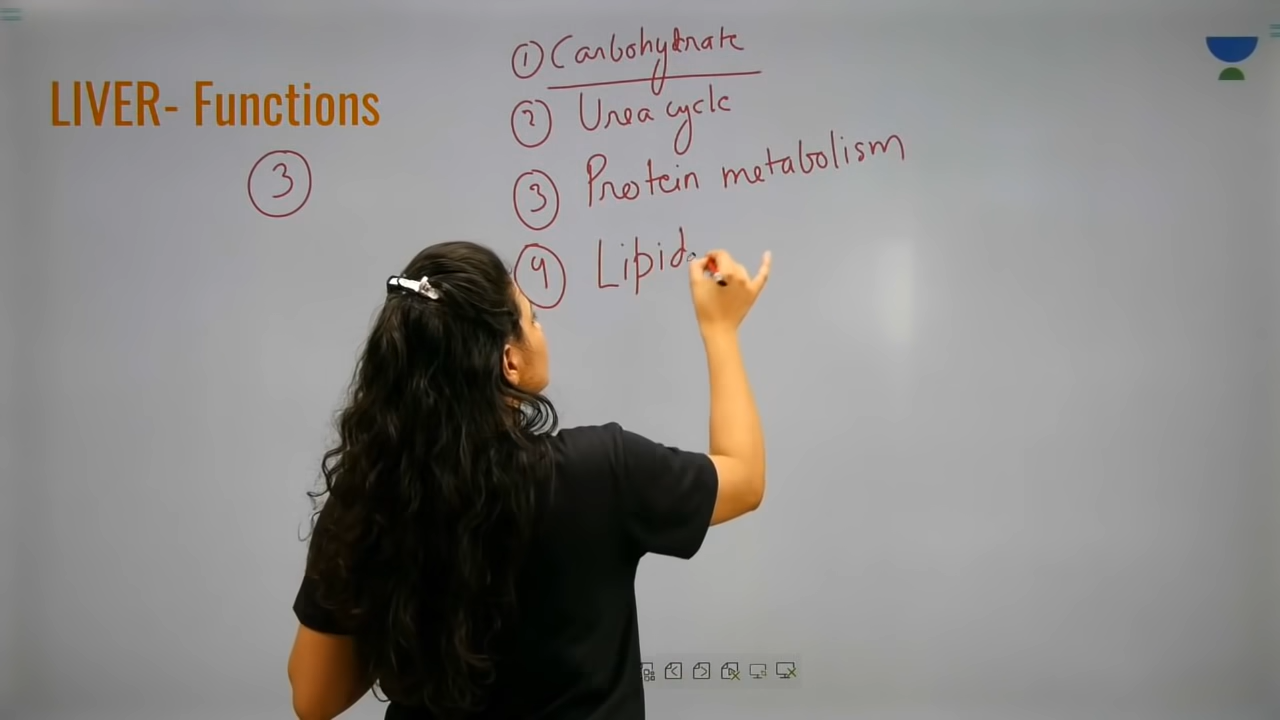 ① Carbohydrate
LIVER- Functions
② Urea cycle
③
③ Protein metabolism
④ Lipid